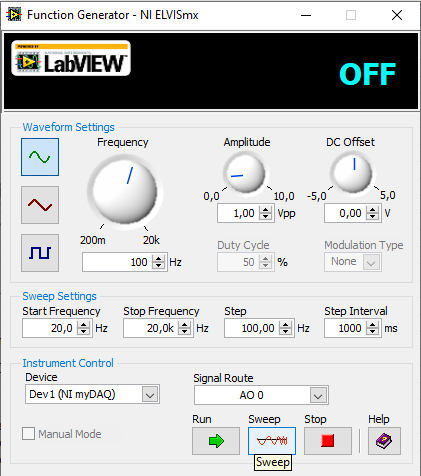 Function Generator - NI ELVISmx
POWERED BY
LabVIEW
OFF
Waveform Settings
Frequency
Amplitude
DC Offset
200m 20k
0,0 10,0
-5,0 5,0
100 Hz
1,00 Vpp
0,00 V
Duty Cycle
Modulation Type
50 %
None
Sweep Settings
Start Frequency Stop Frequency Step Step Interval
20,0 Hz 20,0k Hz 100,00 Hz 1000 ms
Instrument Control
Device
Signal Route
Dev1 (NI myDAQ)
AO 0
Manual Mode
Run Sweep Stop Help
Sweep